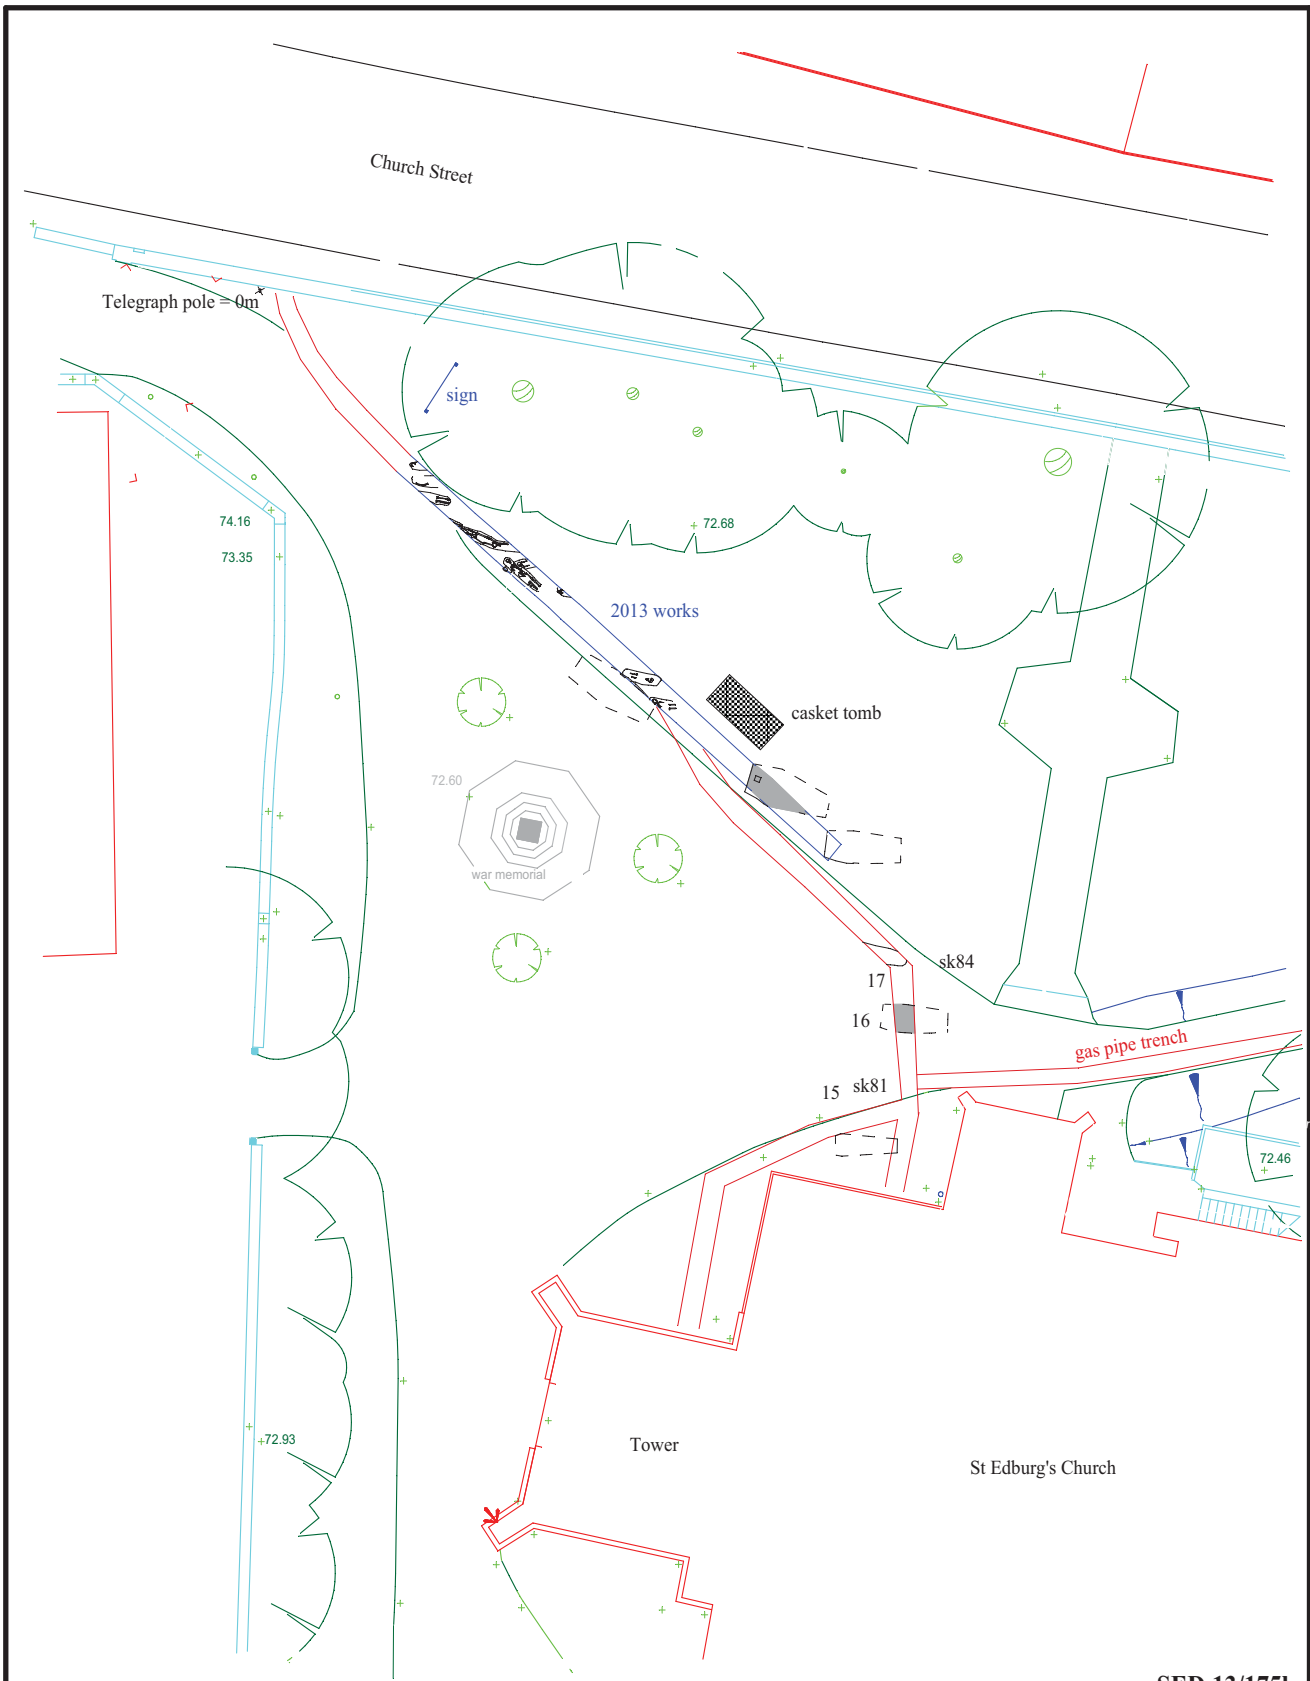 Church Street
Telegraph pole = 0m
sign
74.16
72.68
73.35
2013 works
casket tomb
72.60
war memorial
sk84
17
16
gas pipe trench
sk81
15
72.46
72.93
Tower
St Edburg's Church